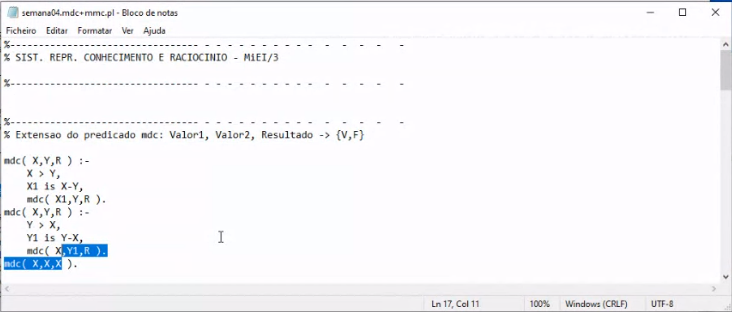 semana04.mdc+mmc.pl - Bloco de notas
Ficheiro Editar Formatar Ver Ajuda
%------------------------------- - - - - - - - - - - - - - -
% SIST. REPR. CONHECIMENTO E RACIOCINIO - MiEI/3
%------------------------------- - - - - - - - - - - - - - -
%------------------------------- - - - - - - - - - - - - - -
% Extensao do predicado mdc: Valor1, Valor2, Resultado -> {V,F}
mdc( X,Y,R ) :-
X > Y,
X1 is X-Y,
mdc( X1,Y,R ).
mdc( X,Y,R ) :-
Y > X,
Y1 is Y-X,
mdc( X,Y1,R ).
mdc( X,X,X ).
Ln 17, Col 11 100% Windows (CRLF) UTF-8